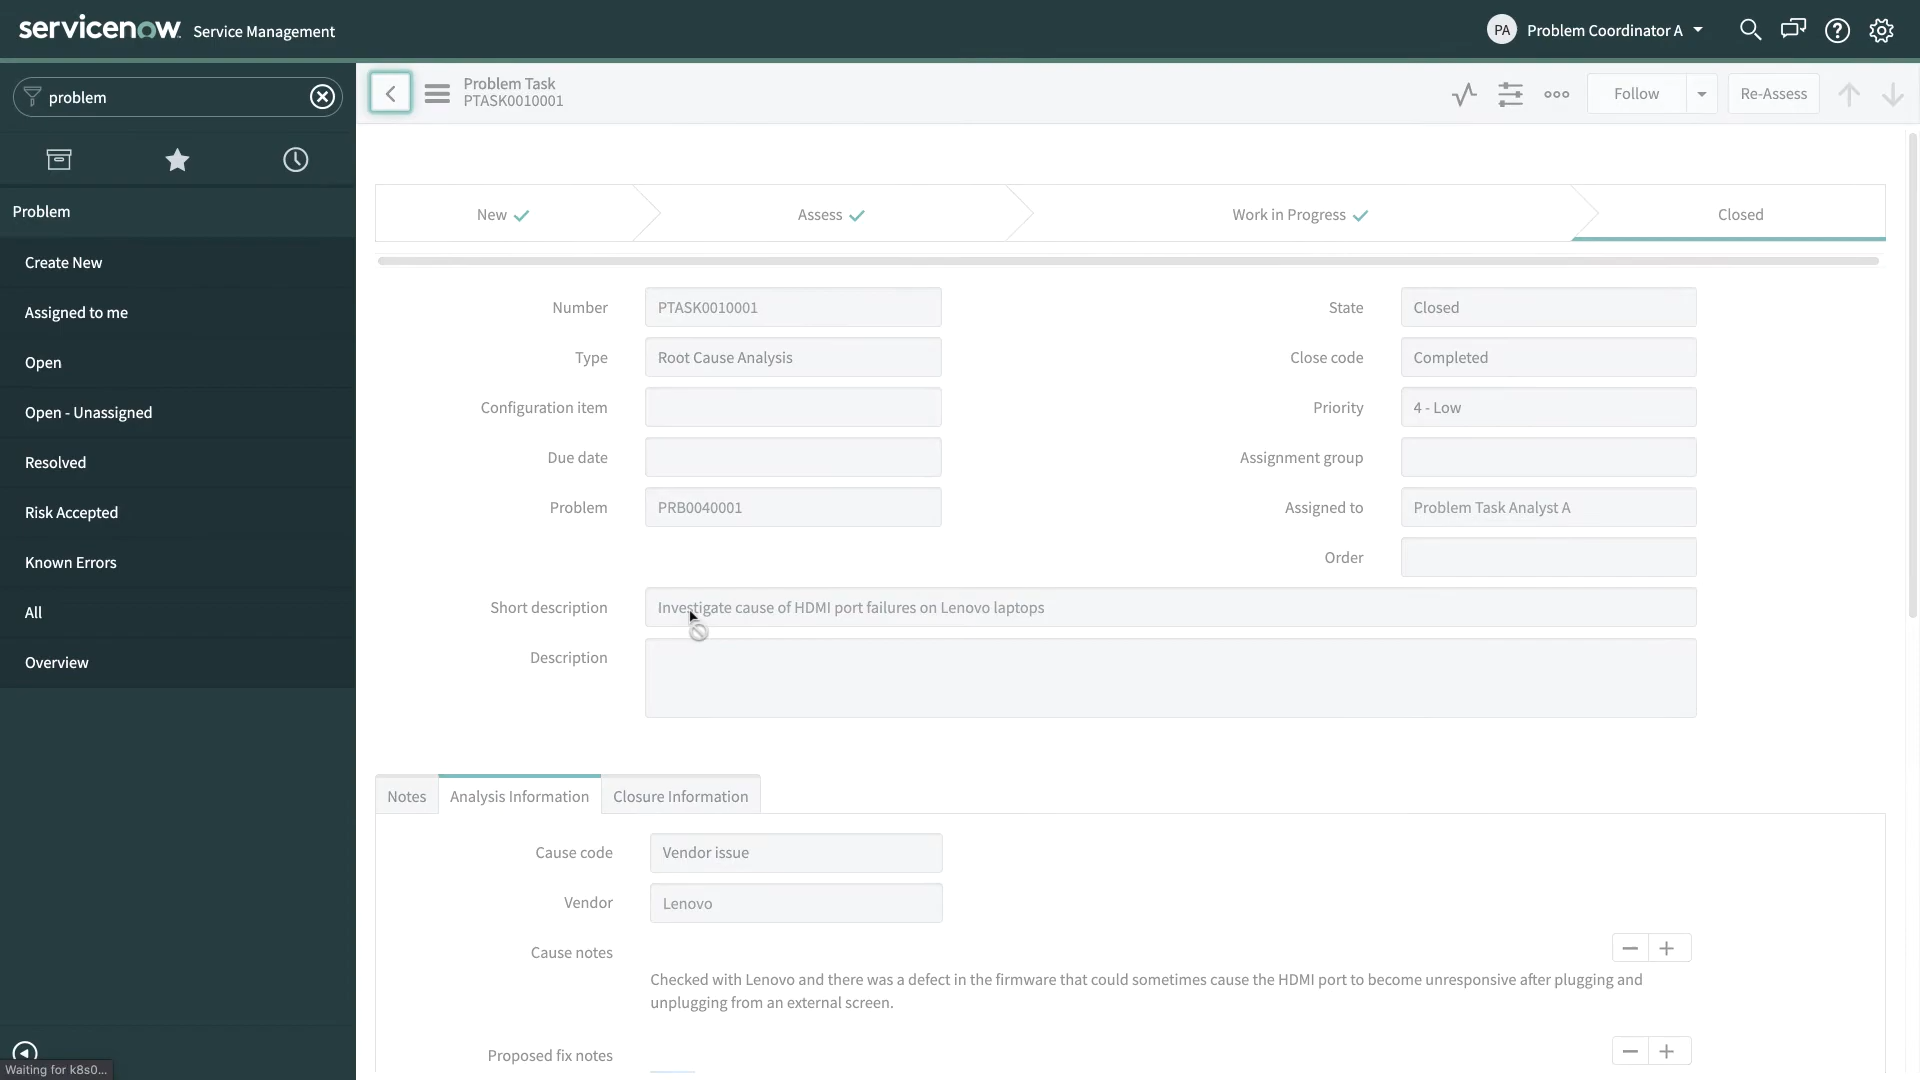 servicenow Service Management
PA Problem Coordinator A
problem
Problem Task
PTASK0010001
Follow
Re-Assess
Problem
Create New
Assigned to me
Open
Open - Unassigned
Resolved
Risk Accepted
Known Errors
All
Overview
Waiting for k8s0...
New
Assess
Work in Progress
Closed
Number PTASK0010001
Type Root Cause Analysis
Configuration item
Due date
Problem PRB0040001
State Closed
Close code Completed
Priority 4 - Low
Assignment group
Assigned to Problem Task Analyst A
Order
Short description Investigate cause of HDMI port failures on Lenovo laptops
Description
Notes
Analysis Information
Closure Information
Cause code Vendor issue
Vendor Lenovo
Cause notes
Checked with Lenovo and there was a defect in the firmware that could sometimes cause the HDMI port to become unresponsive after plugging and
unplugging from an external screen.
Proposed fix notes